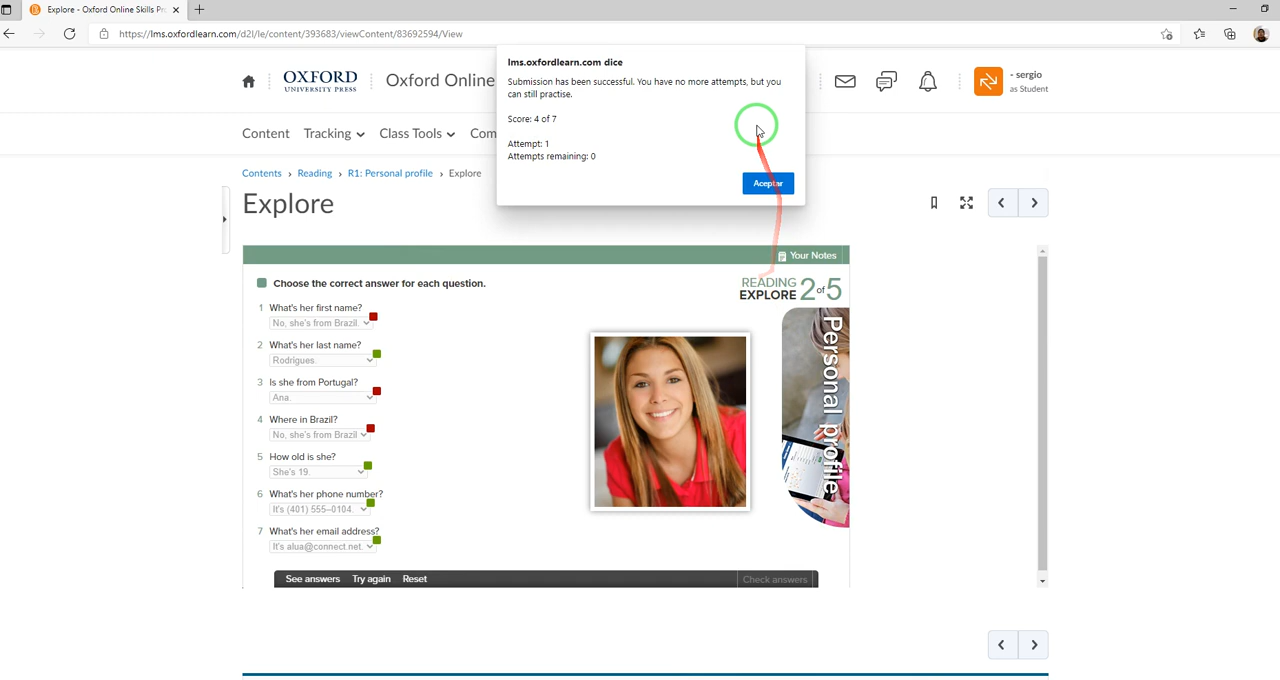 Explore - Oxford Online Skills Pr
https://lms.oxfordlearn.com/d2l/le/content/393683/viewContent/83692594/View
lms.oxfordlearn.com dice
Submission has been successful. You have no more attempts, but you
can still practise.
Score: 4 of 7
Attempt: 1
Attempts remaining: 0
Aceptar
OXFORD
UNIVERSITY PRESS
Oxford Online
- sergio
as Student
Content Tracking Class Tools Com
Contents › Reading › R1: Personal profile › Explore
Explore
Your Notes
Choose the correct answer for each question.
READING
EXPLORE 2 of 5
Personal profile
1 What's her first name?
No, she's from Brazil.
2 What's her last name?
Rodrigues.
3 Is she from Portugal?
Ana.
4 Where in Brazil?
No, she's from Brazil
5 How old is she?
She's 19.
6 What's her phone number?
It's (401) 555–0104.
7 What's her email address?
It's alua@connect.net.
See answers Try again Reset Check answers